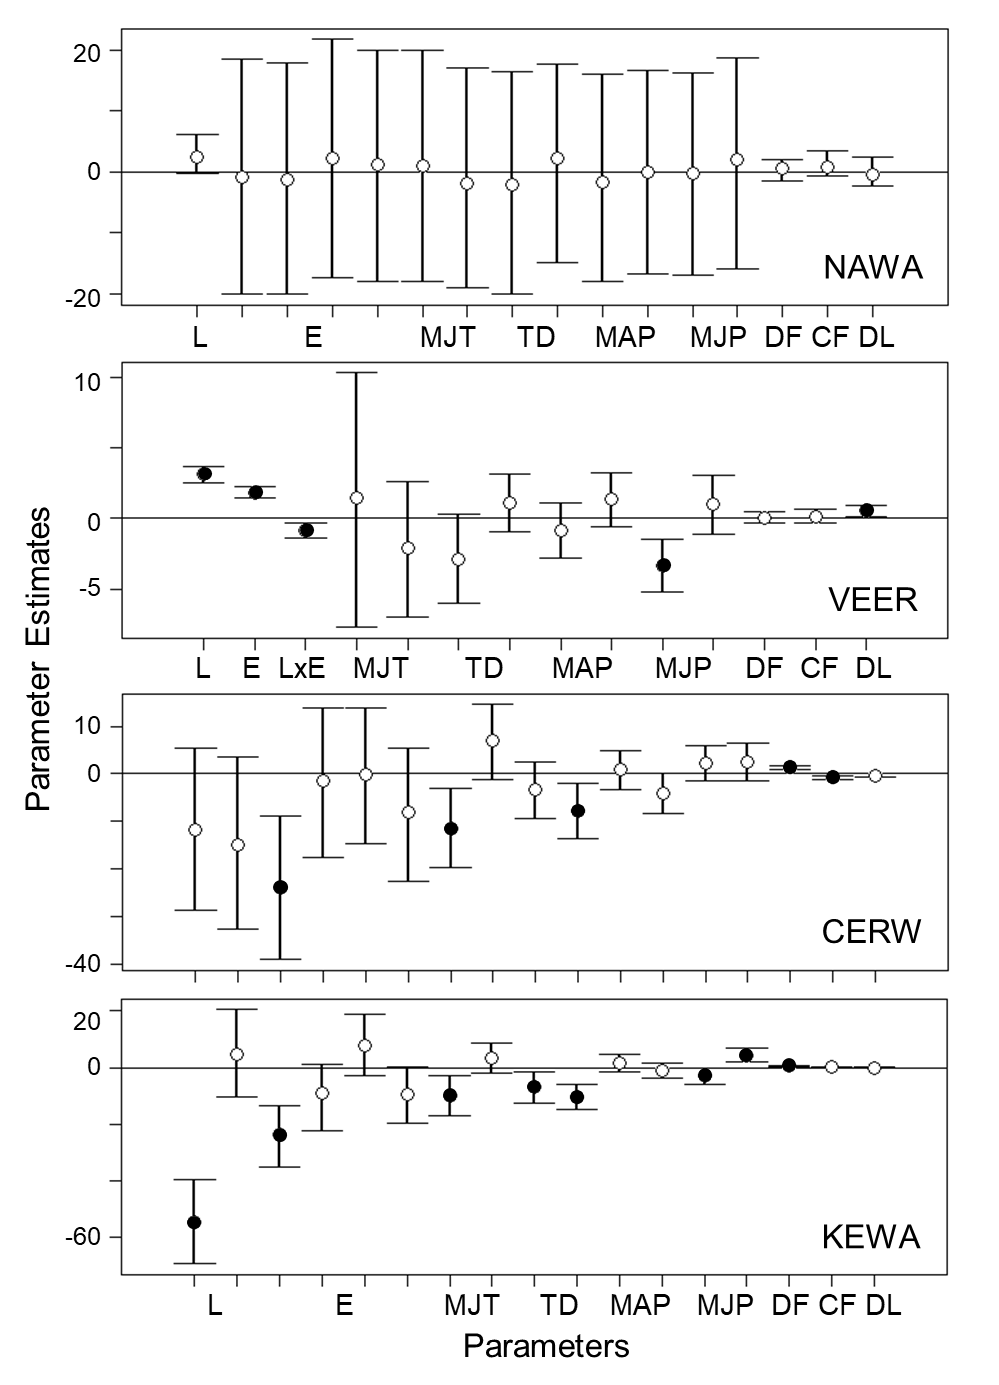 20
0
-20
NAWA
L E MJT TD MAP MJP DF CF DL
10
0
-5
VEER
L E LxE MJT TD MAP MJP DF CF DL
Parameter Estimates
10
0
-40
CERW
20
0
-60
KEWA
L E MJT TD MAP MJP DF CF DL
Parameters